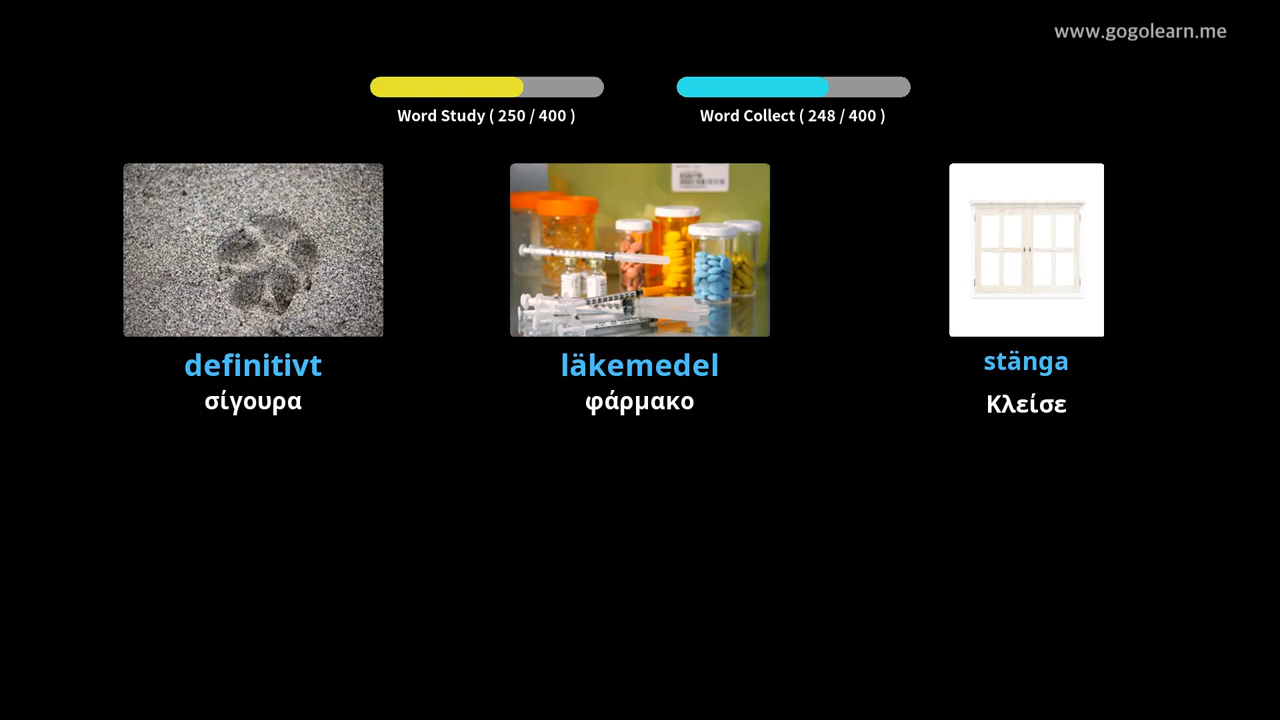 www.gogolearn.me
Word Study ( 250 / 400 )
Word Collect ( 248 / 400 )
definitivt
σίγουρα
läkemedel
φάρμακο
stänga
Κλείσε